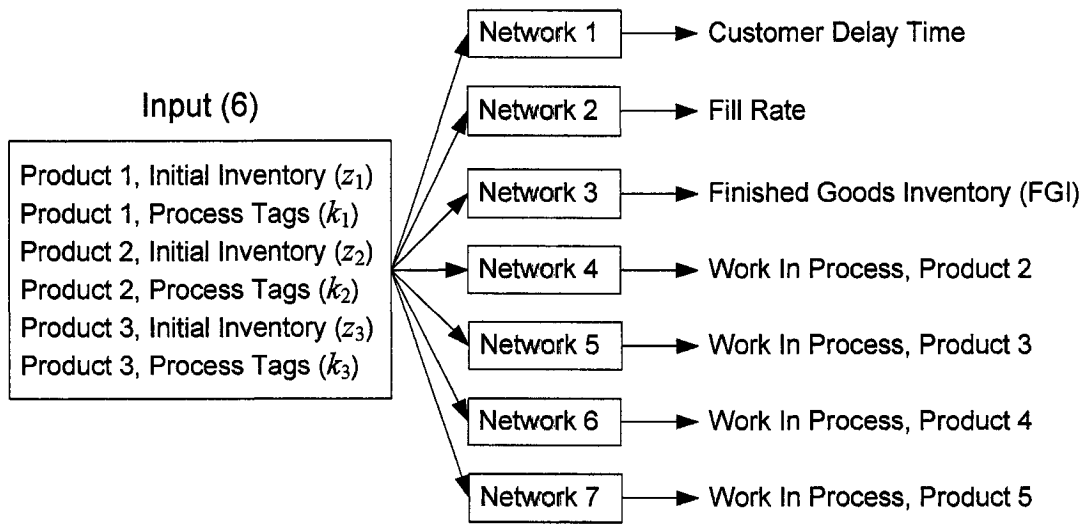 Input (6)
Product 1, Initial Inventory (z₁)
Product 1, Process Tags (k₁)
Product 2, Initial Inventory (z₂)
Product 2, Process Tags (k₂)
Product 3, Initial Inventory (z₃)
Product 3, Process Tags (k₃)
Network 1 Customer Delay Time
Network 2 Fill Rate
Network 3 Finished Goods Inventory (FGI)
Network 4 Work In Process, Product 2
Network 5 Work In Process, Product 3
Network 6 Work In Process, Product 4
Network 7 Work In Process, Product 5